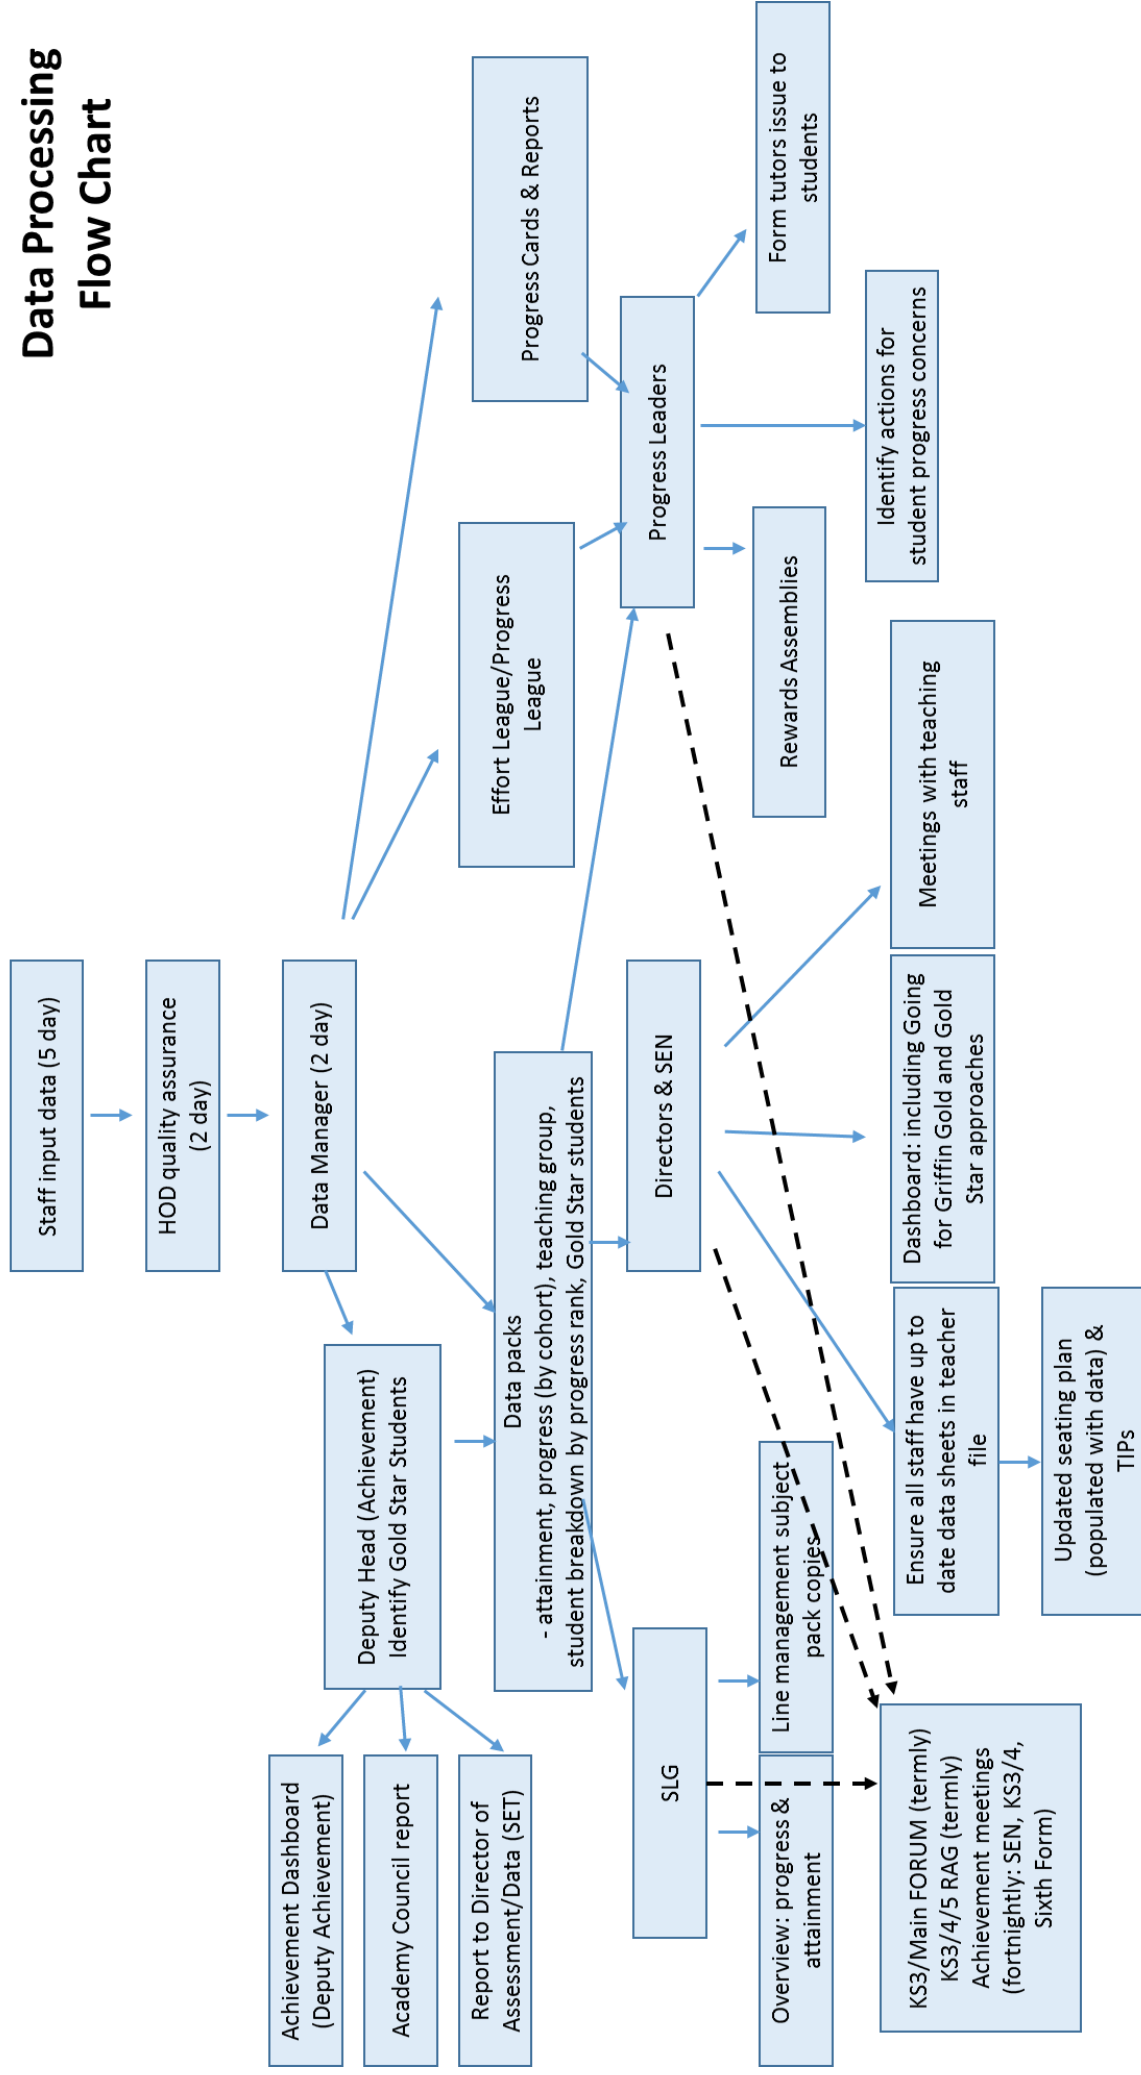 Data Processing
Flow Chart
Staff input data (5 day)
HOD quality assurance
(2 day)
Data Manager (2 day)
Achievement Dashboard
(Deputy Achievement)
Academy Council report
Report to Director of
Assessment/Data (SET)
Deputy Head (Achievement)
Identify Gold Star Students
Effort League/Progress
League
Progress Cards & Reports
Data packs
- attainment, progress (by cohort), teaching group,
student breakdown by progress rank, Gold Star students
SLG
Directors & SEN
Progress Leaders
Overview: progress &
attainment
Line management subject
pack copies
Rewards Assemblies
Form tutors issue to
students
Identify actions for
student progress concerns
KS3/Main FORUM (termly)
KS3/4/5 RAG (termly)
Achievement meetings
(fortnightly: SEN, KS3/4,
Sixth Form)
Ensure all staff have up to
date data sheets in teacher
file
Dashboard: including Going
for Griffin Gold and Gold
Star approaches
Meetings with teaching
staff
Updated seating plan
(populated with data) &
TIPs